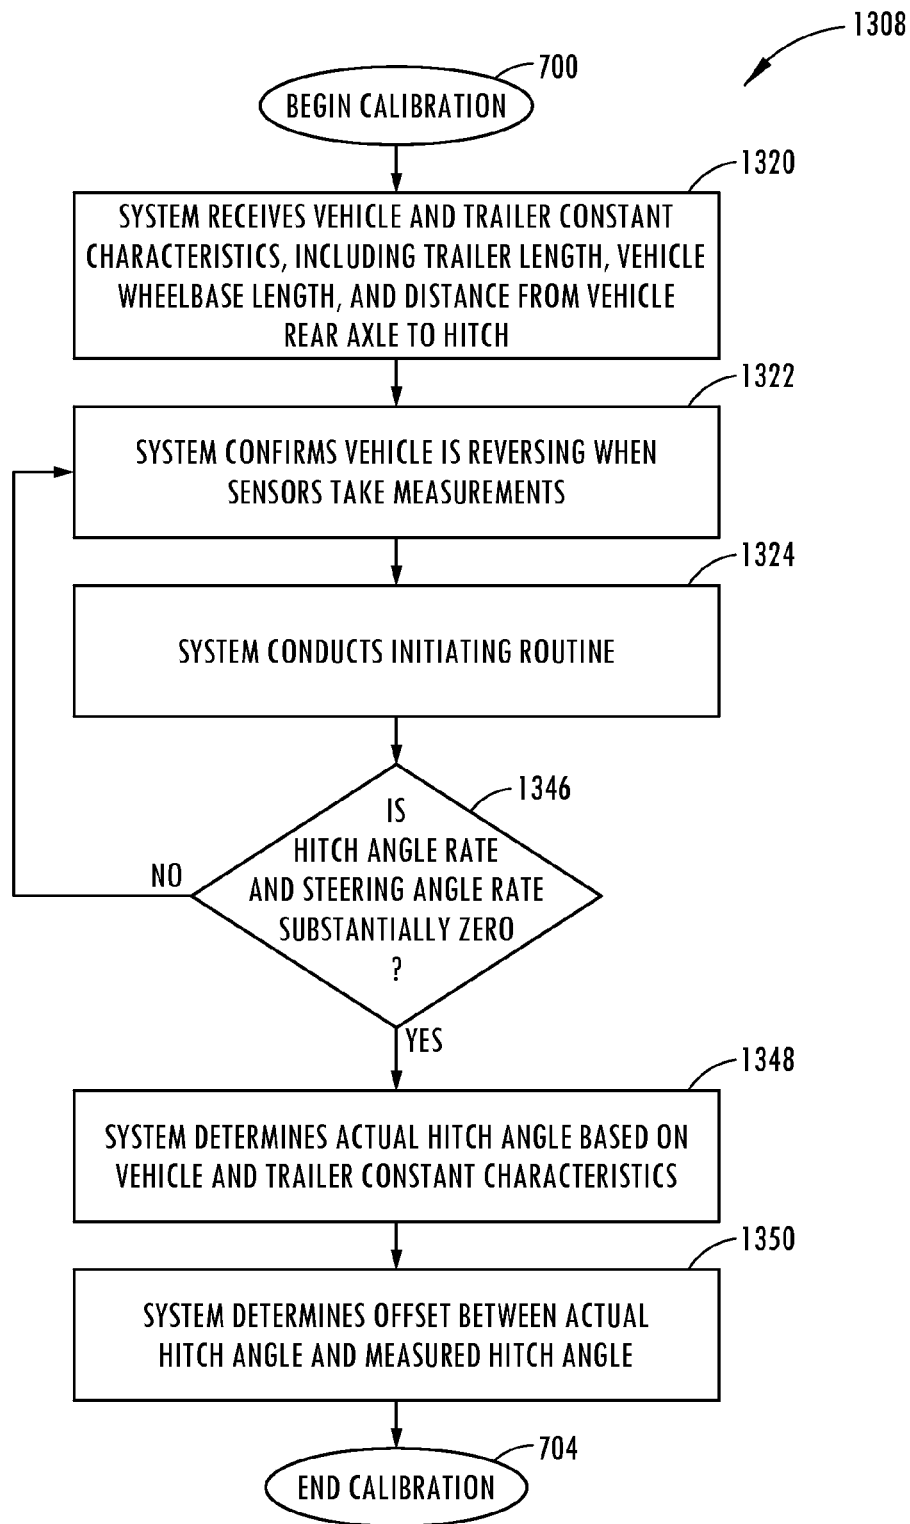 1308
700
BEGIN CALIBRATION
1320
SYSTEM RECEIVES VEHICLE AND TRAILER CONSTANT
CHARACTERISTICS, INCLUDING TRAILER LENGTH, VEHICLE
WHEELBASE LENGTH, AND DISTANCE FROM VEHICLE
REAR AXLE TO HITCH
1322
SYSTEM CONFIRMS VEHICLE IS REVERSING WHEN
SENSORS TAKE MEASUREMENTS
1324
SYSTEM CONDUCTS INITIATING ROUTINE
1346
IS
HITCH ANGLE RATE
AND STEERING ANGLE RATE
SUBSTANTIALLY ZERO
?
NO
YES
1348
SYSTEM DETERMINES ACTUAL HITCH ANGLE BASED ON
VEHICLE AND TRAILER CONSTANT CHARACTERISTICS
1350
SYSTEM DETERMINES OFFSET BETWEEN ACTUAL
HITCH ANGLE AND MEASURED HITCH ANGLE
704
END CALIBRATION